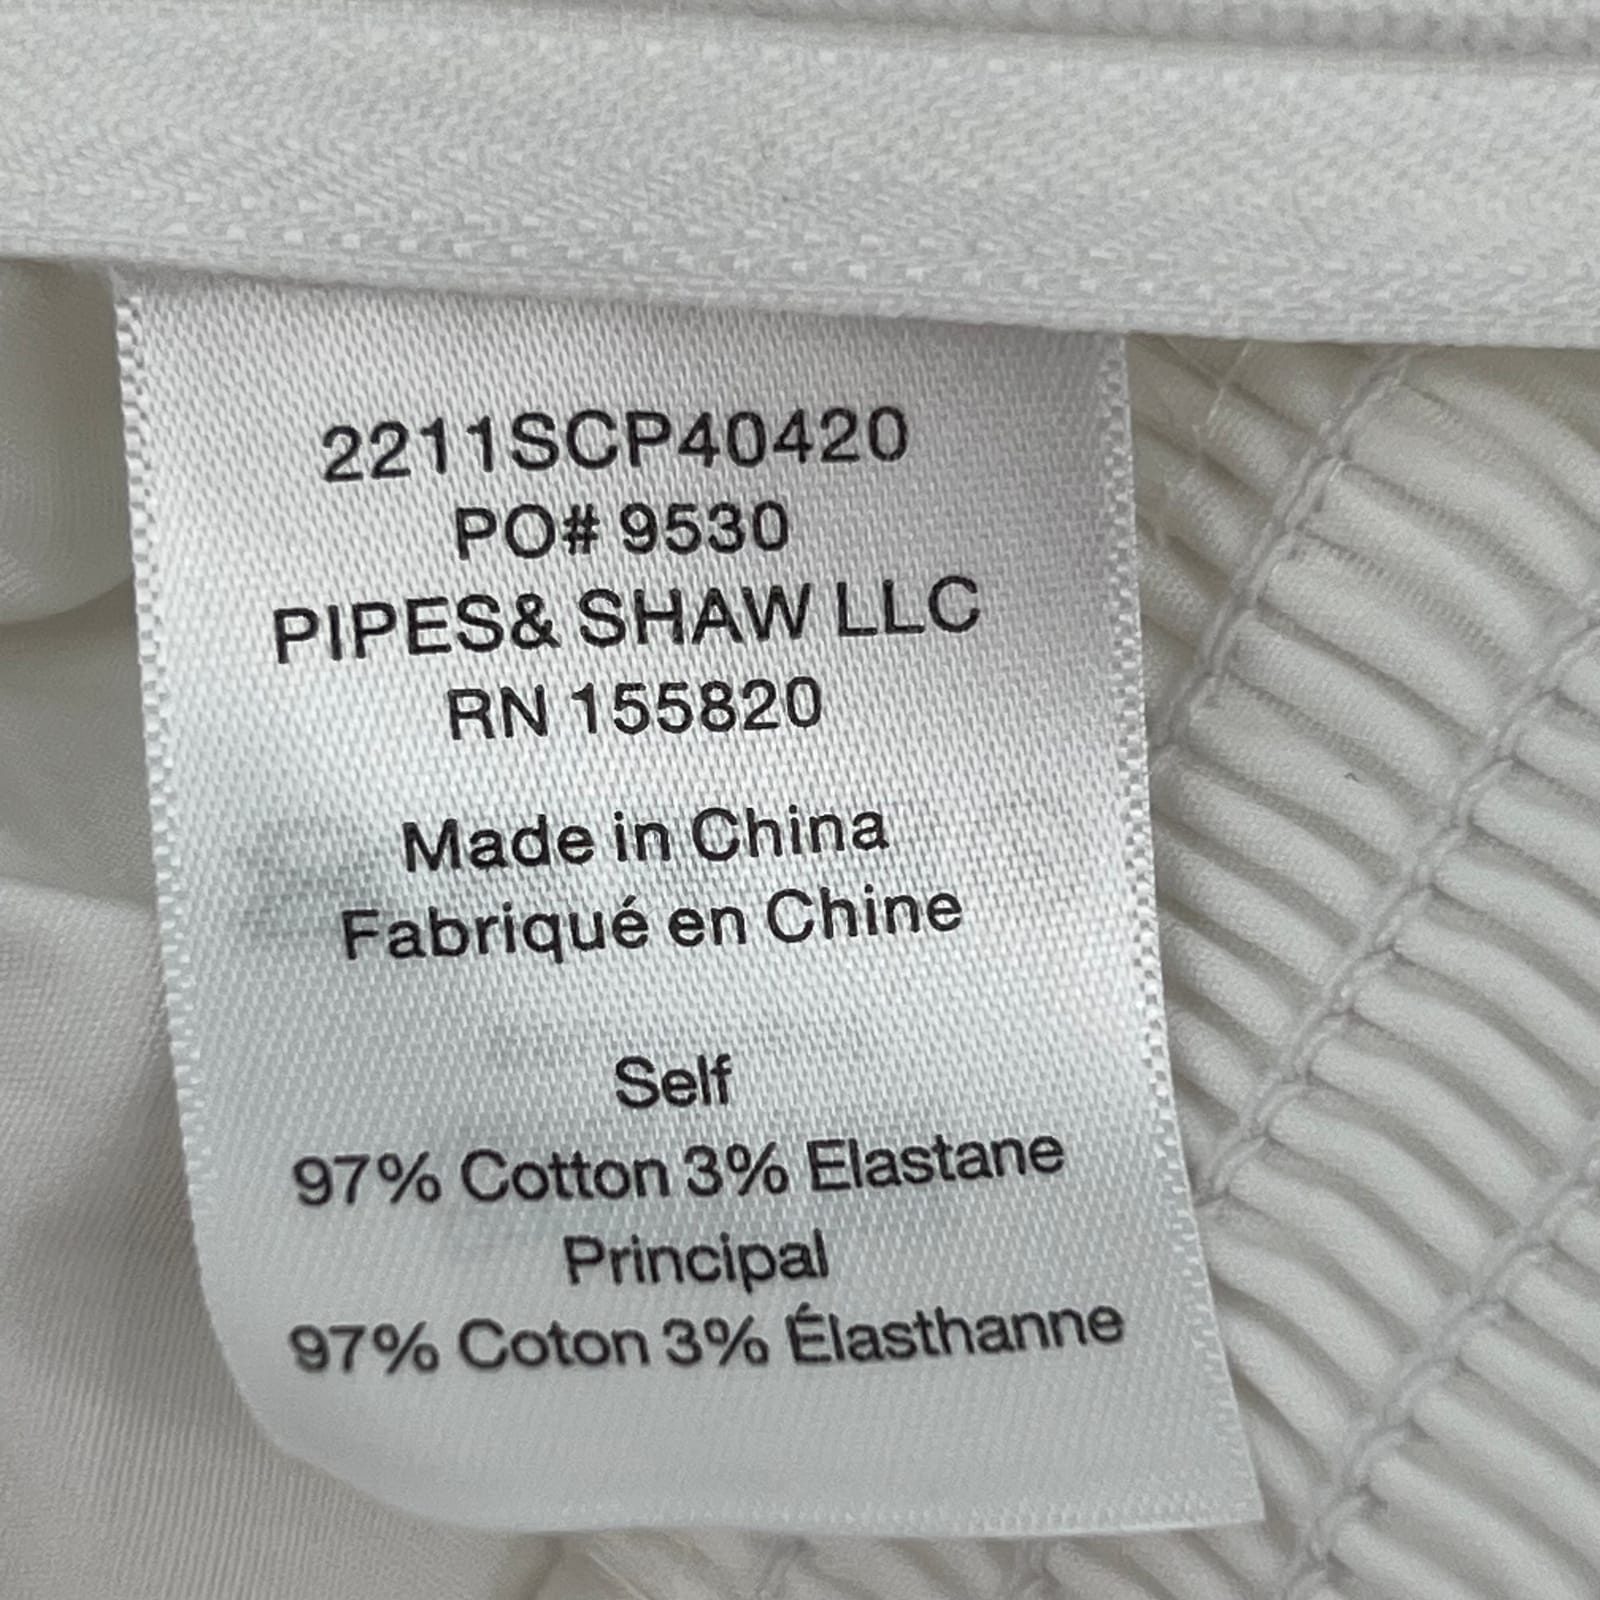 2211SCP40420
PO# 9530
PIPES& SHAW LLC
RN 155820
Made in China
Fabriqué en Chine
Self
97% Cotton 3% Elastane
Principal
97% Coton 3% Élasthanne